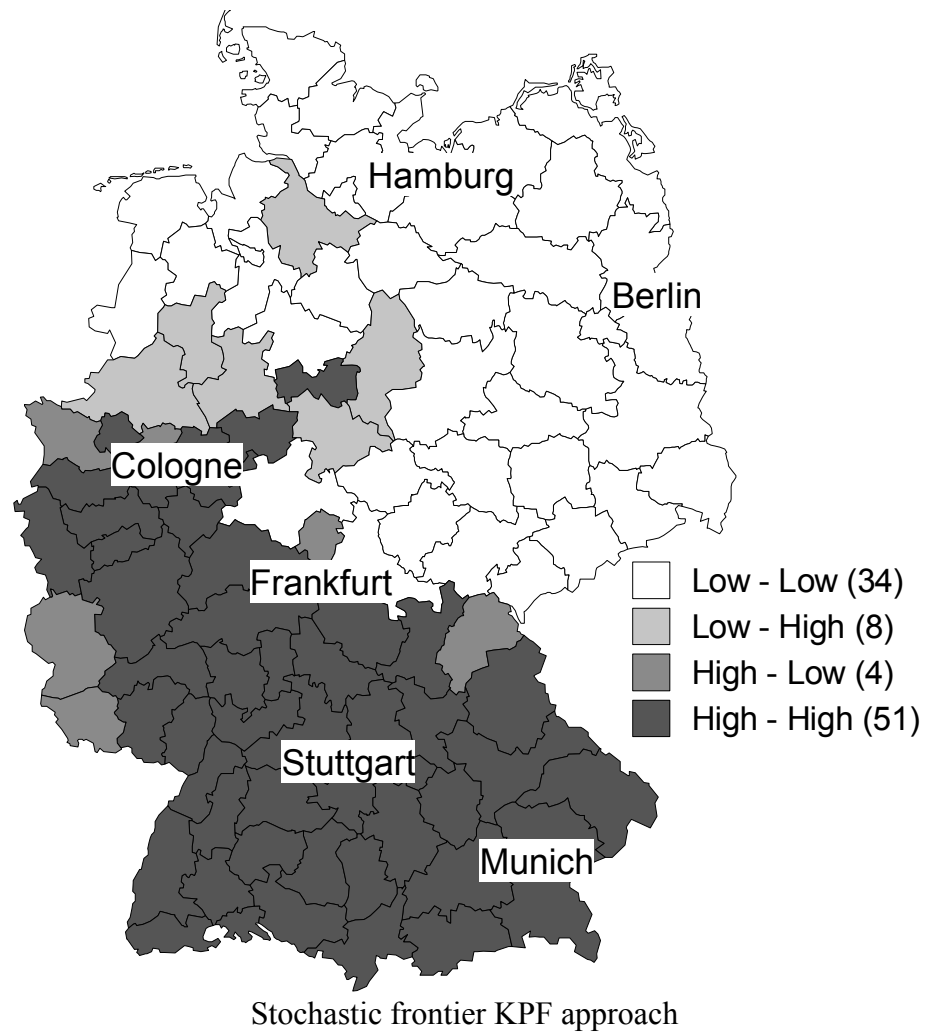 Hamburg
Berlin
Cologne
Frankfurt
Low - Low (34)
Low - High (8)
High - Low (4)
High - High (51)
Stuttgart
Munich
Stochastic frontier KPF approach